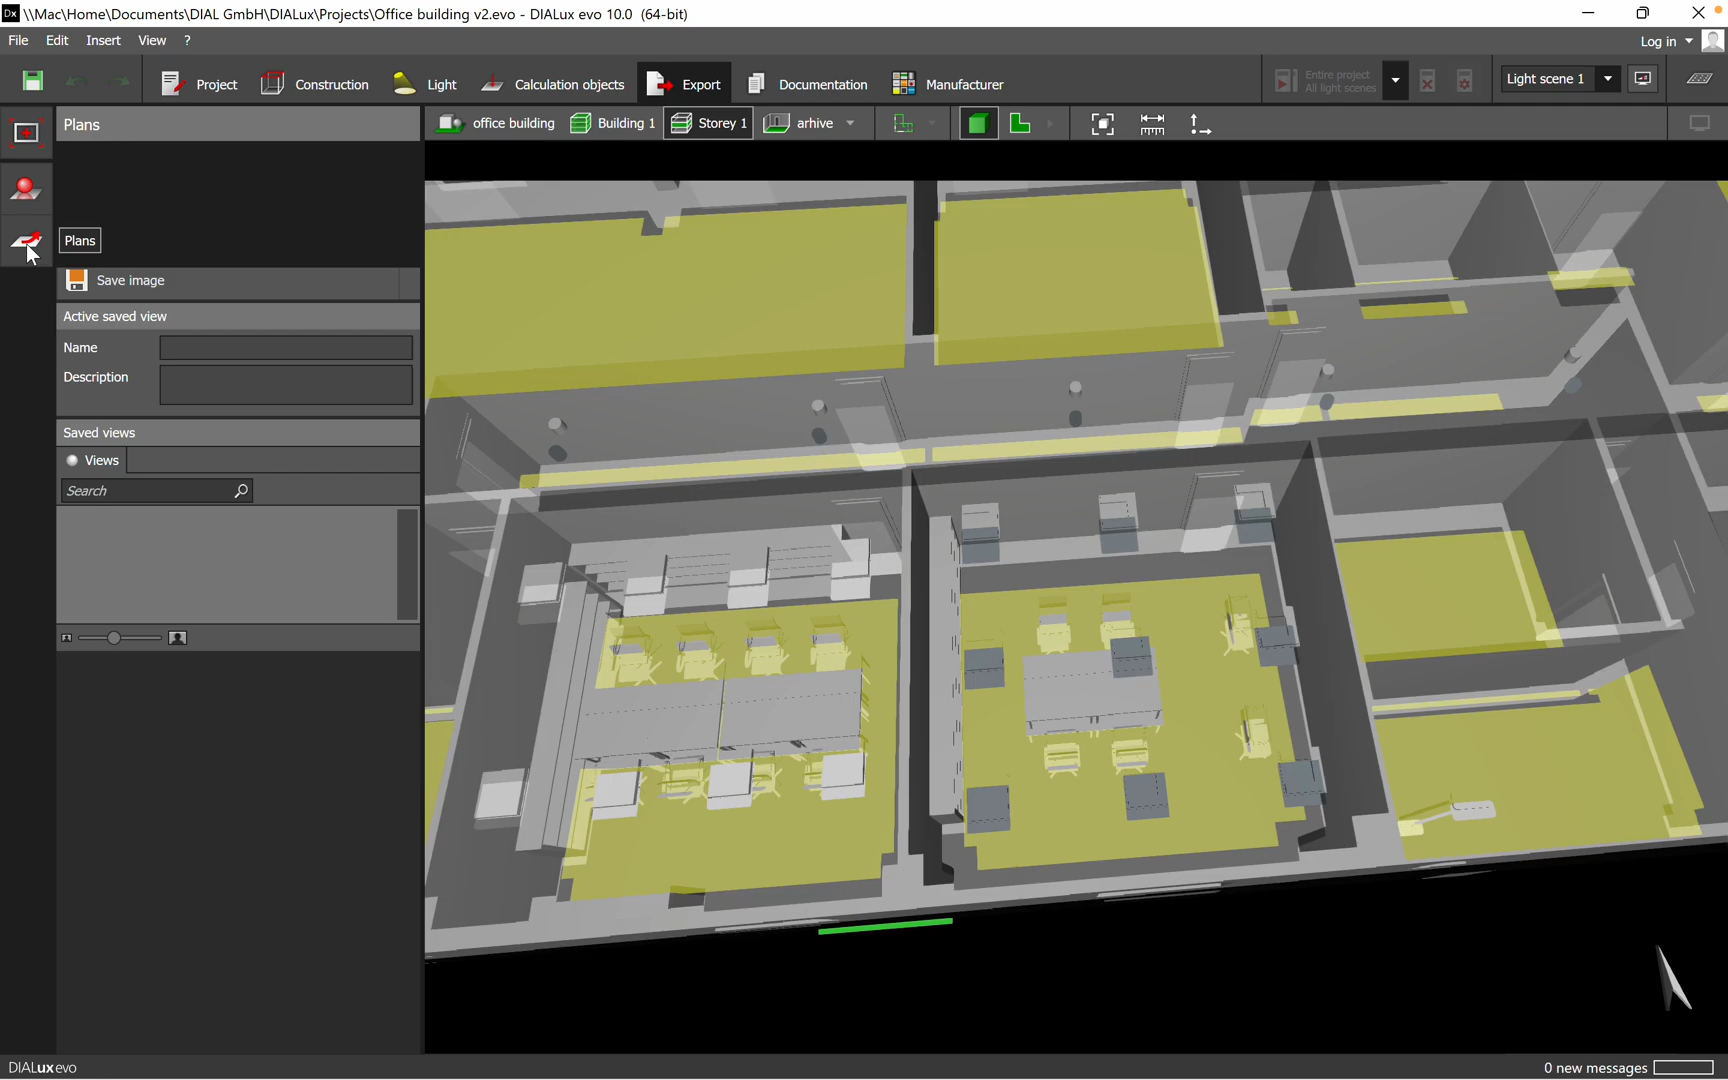 Dx \\Mac\Home\Documents\DIAL GmbH\DIALux\Projects\Office building v2.evo - DIALux evo 10.0 (64-bit)
File Edit Insert View ? Log in
Project Construction Light Calculation objects Export Documentation Manufacturer Entire project Light scene 1
All light scenes
Plans office building Building 1 Storey 1 arhive
Plans
Save image
Active saved view
Name
Description
Saved views
Views
Search
DIALux evo 0 new messages